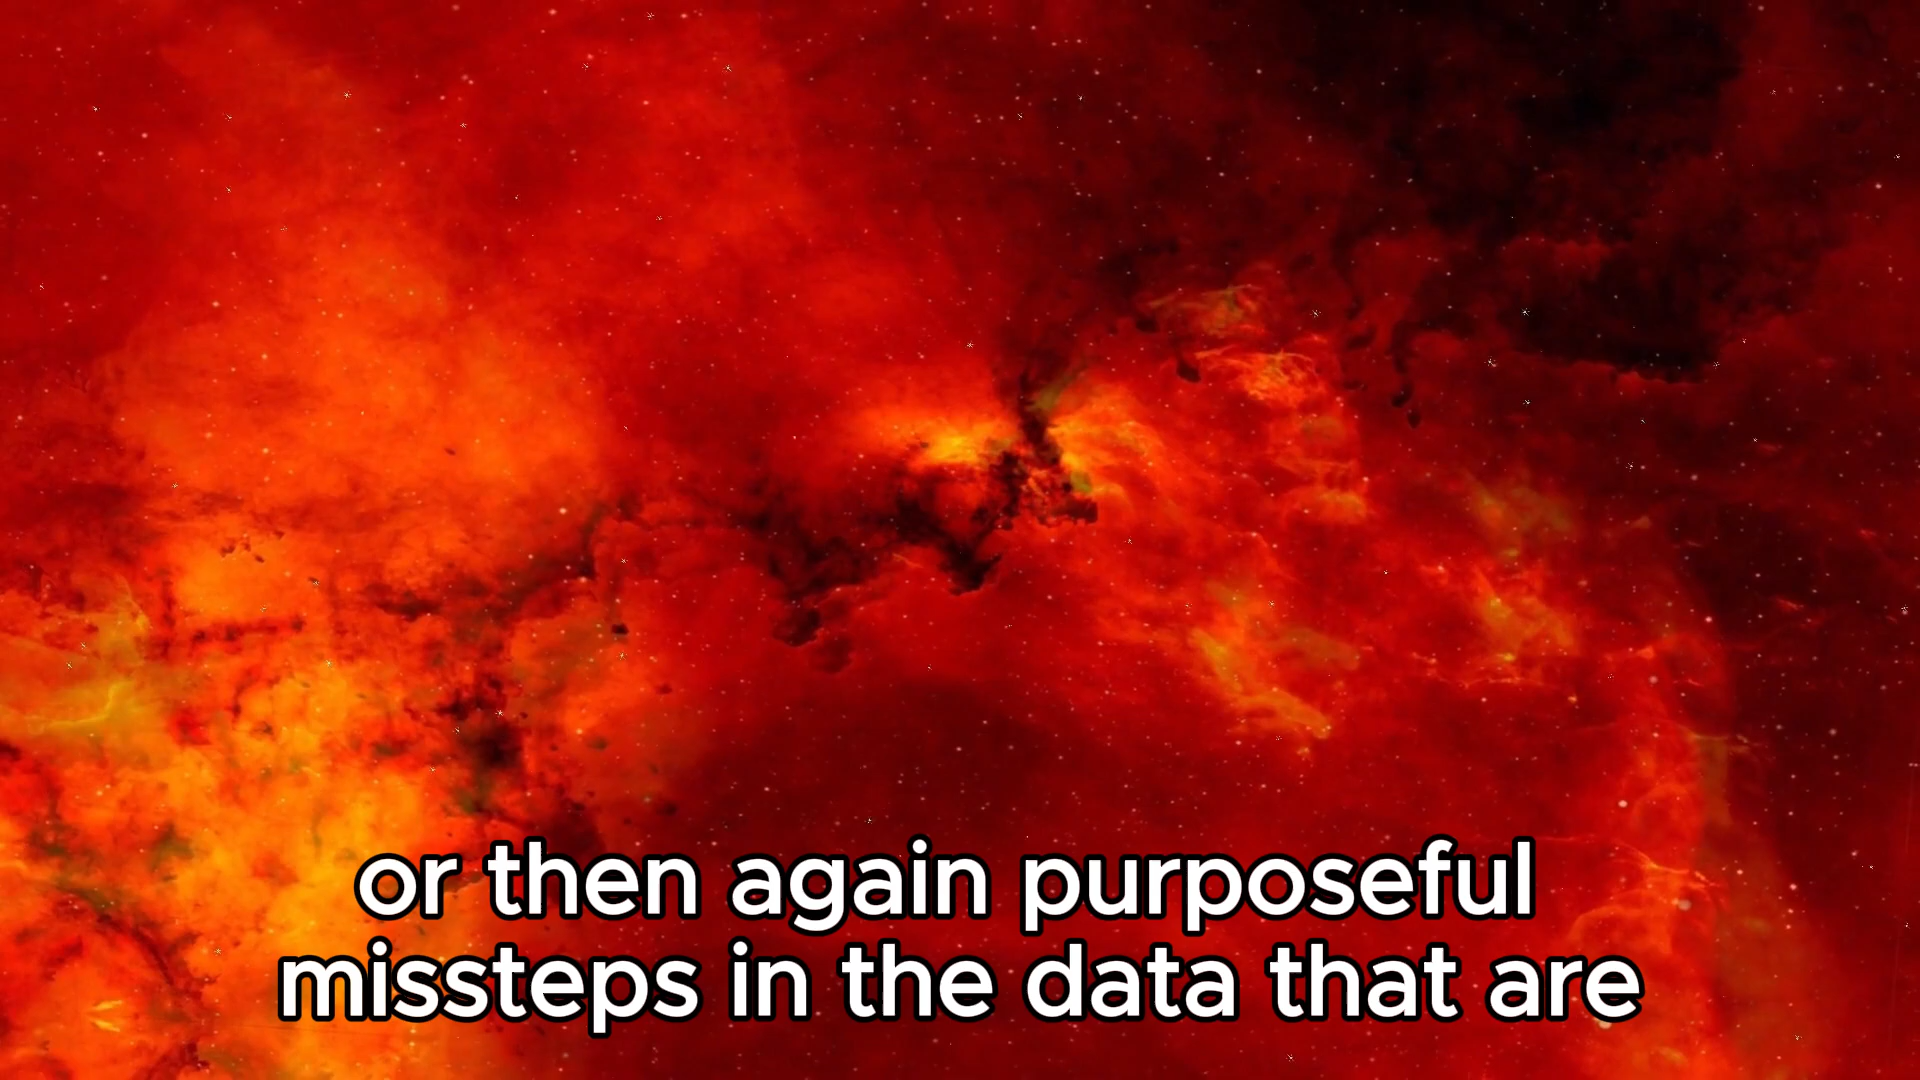 or then again purposeful
missteps in the data that are